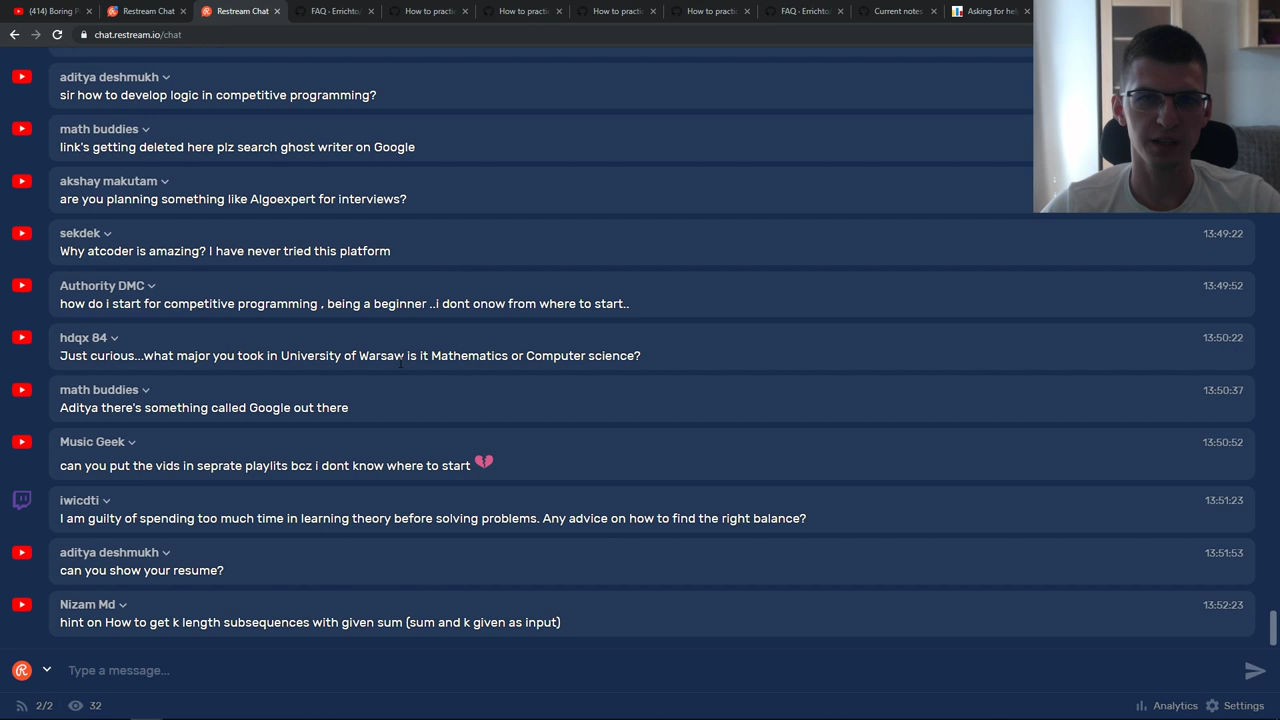 (414) Boring F
Restream Chat
Restream Chat
FAQ - Errichto
How to practi
How to practi
How to practi
How to practi
FAQ - Errichto
Current notes
Asking for hel
chat.restream.io/chat
aditya deshmukh
sir how to develop logic in competitive programming?
math buddies
link's getting deleted here plz search ghost writer on Google
akshay makutam
are you planning something like Algoexpert for interviews?
sekdek
13:49:22
Why atcoder is amazing? I have never tried this platform
Authority DMC
13:49:52
how do i start for competitive programming , being a beginner ..i dont onow from where to start..
hdqx 84
13:50:22
Just curious...what major you took in University of Warsaw is it Mathematics or Computer science?
math buddies
13:50:37
Aditya there's something called Google out there
Music Geek
13:50:52
can you put the vids in seprate playlits bcz i dont know where to start 💔
iwicdti
13:51:23
I am guilty of spending too much time in learning theory before solving problems. Any advice on how to find the right balance?
aditya deshmukh
13:51:53
can you show your resume?
Nizam Md
13:52:23
hint on How to get k length subsequences with given sum (sum and k given as input)
Type a message...
2/2
32
Analytics
Settings